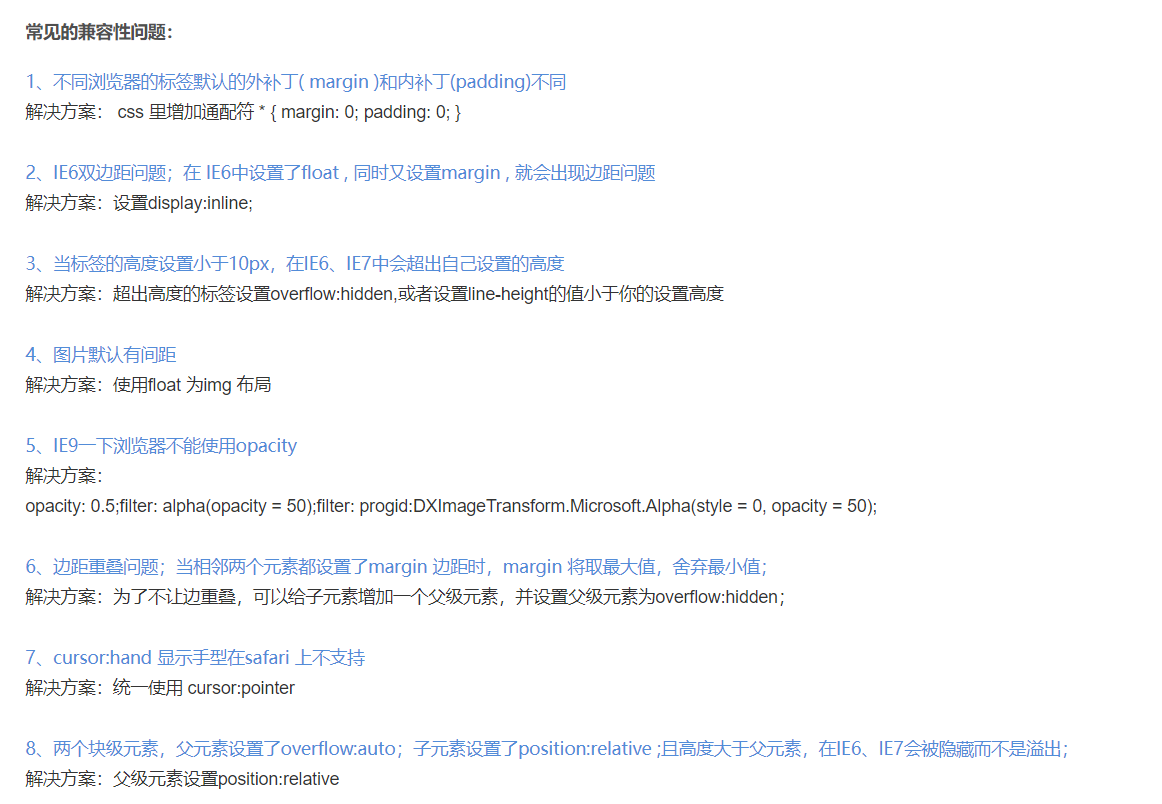 常见的兼容性问题：
1、不同浏览器的标签默认的外补丁( margin )和内补丁(padding)不同
解决方案： css 里增加通配符 * { margin: 0; padding: 0; }
2、IE6双边距问题；在 IE6中设置了float , 同时又设置margin , 就会出现边距问题
解决方案：设置display:inline;
3、当标签的高度设置小于10px，在IE6、IE7中会超出自己设置的高度
解决方案：超出高度的标签设置overflow:hidden,或者设置line-height的值小于你的设置高度
4、图片默认有间距
解决方案：使用float 为img 布局
5、IE9一下浏览器不能使用opacity
解决方案：
opacity: 0.5;filter: alpha(opacity = 50);filter: progid:DXImageTransform.Microsoft.Alpha(style = 0, opacity = 50);
6、边距重叠问题；当相邻两个元素都设置了margin 边距时，margin 将取最大值，舍弃最小值；
解决方案：为了不让边重叠，可以给子元素增加一个父级元素，并设置父级元素为overflow:hidden；
7、cursor:hand 显示手型在safari 上不支持
解决方案：统一使用 cursor:pointer
8、两个块级元素，父元素设置了overflow:auto；子元素设置了position:relative ;且高度大于父元素，在IE6、IE7会被隐藏而不是溢出；
解决方案：父级元素设置position:relative